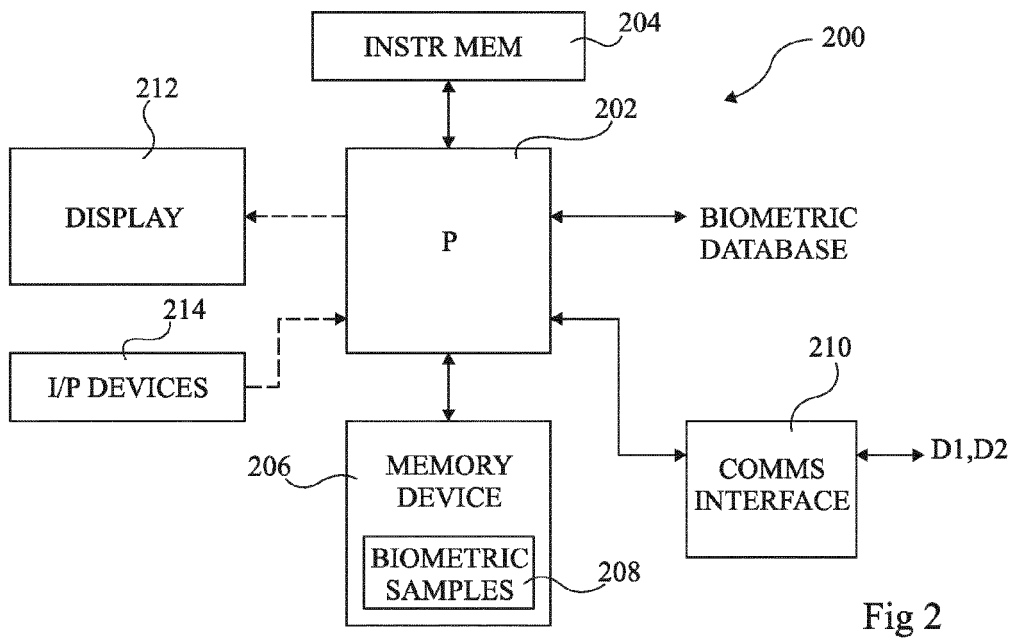 INSTR MEM
204
200
212
202
DISPLAY
P
BIOMETRIC
DATABASE
214
I/P DEVICES
210
206
MEMORY
DEVICE
COMMS
INTERFACE
D1,D2
BIOMETRIC
SAMPLES
208
Fig 2